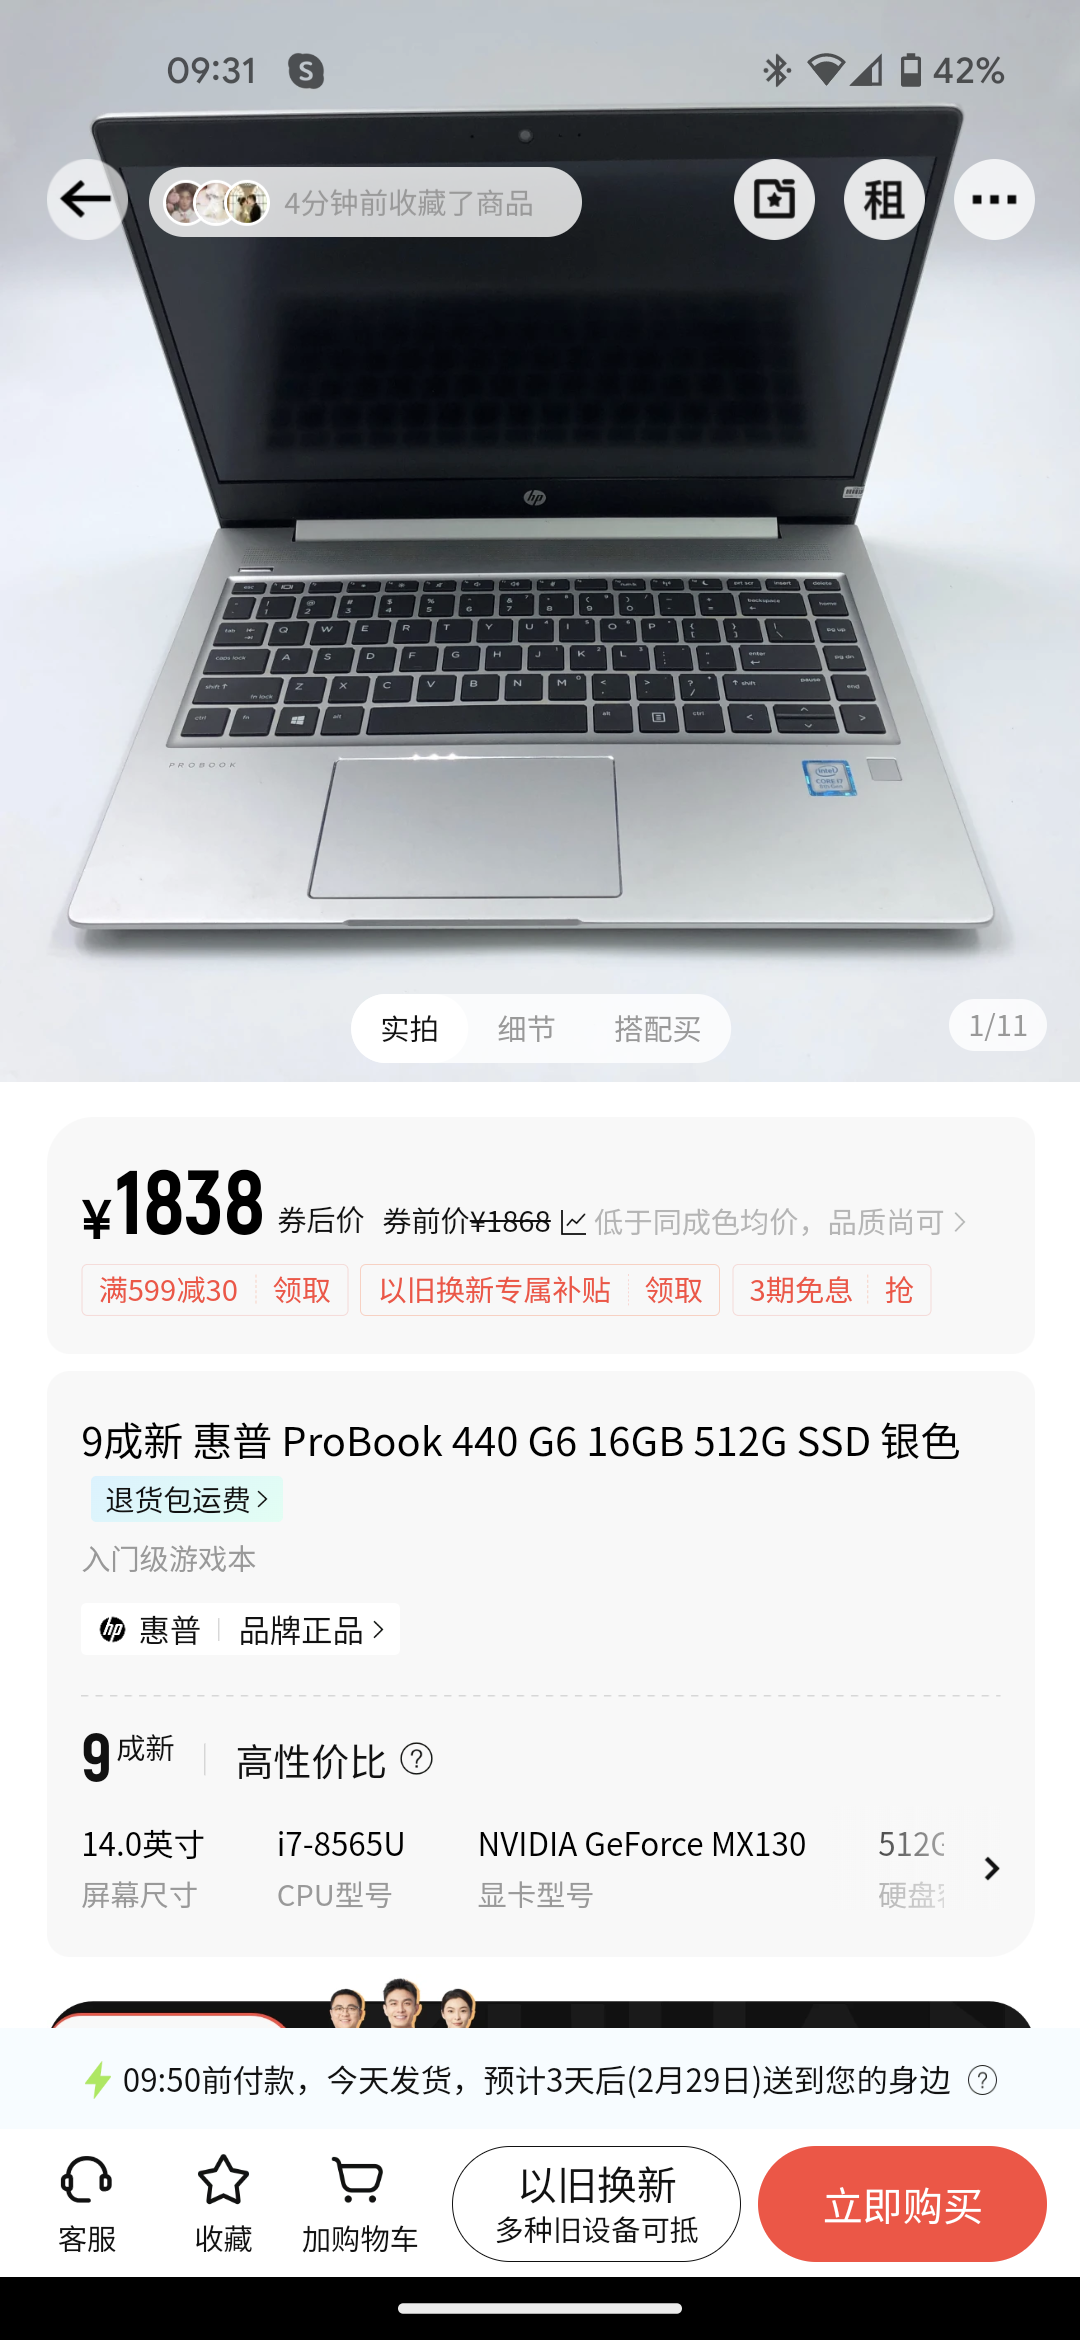 09:31
42%
4分钟前收藏了商品
租
hp
PROBOOK
实拍
细节
搭配买
1/11
¥1838 券后价 券前价¥1868 低于同成色均价，品质尚可
满599减30 领取
以旧换新专属补贴 领取
3期免息 抢
9成新 惠普 ProBook 440 G6 16GB 512G SSD 银色
退货包运费
入门级游戏本
hp 惠普 品牌正品
9成新 高性价比
14.0英寸 i7-8565U NVIDIA GeForce MX130 512G
屏幕尺寸 CPU型号 显卡型号 硬盘
09:50前付款，今天发货，预计3天后(2月29日)送到您的身边
客服
收藏
加购物车
以旧换新
多种旧设备可抵
立即购买